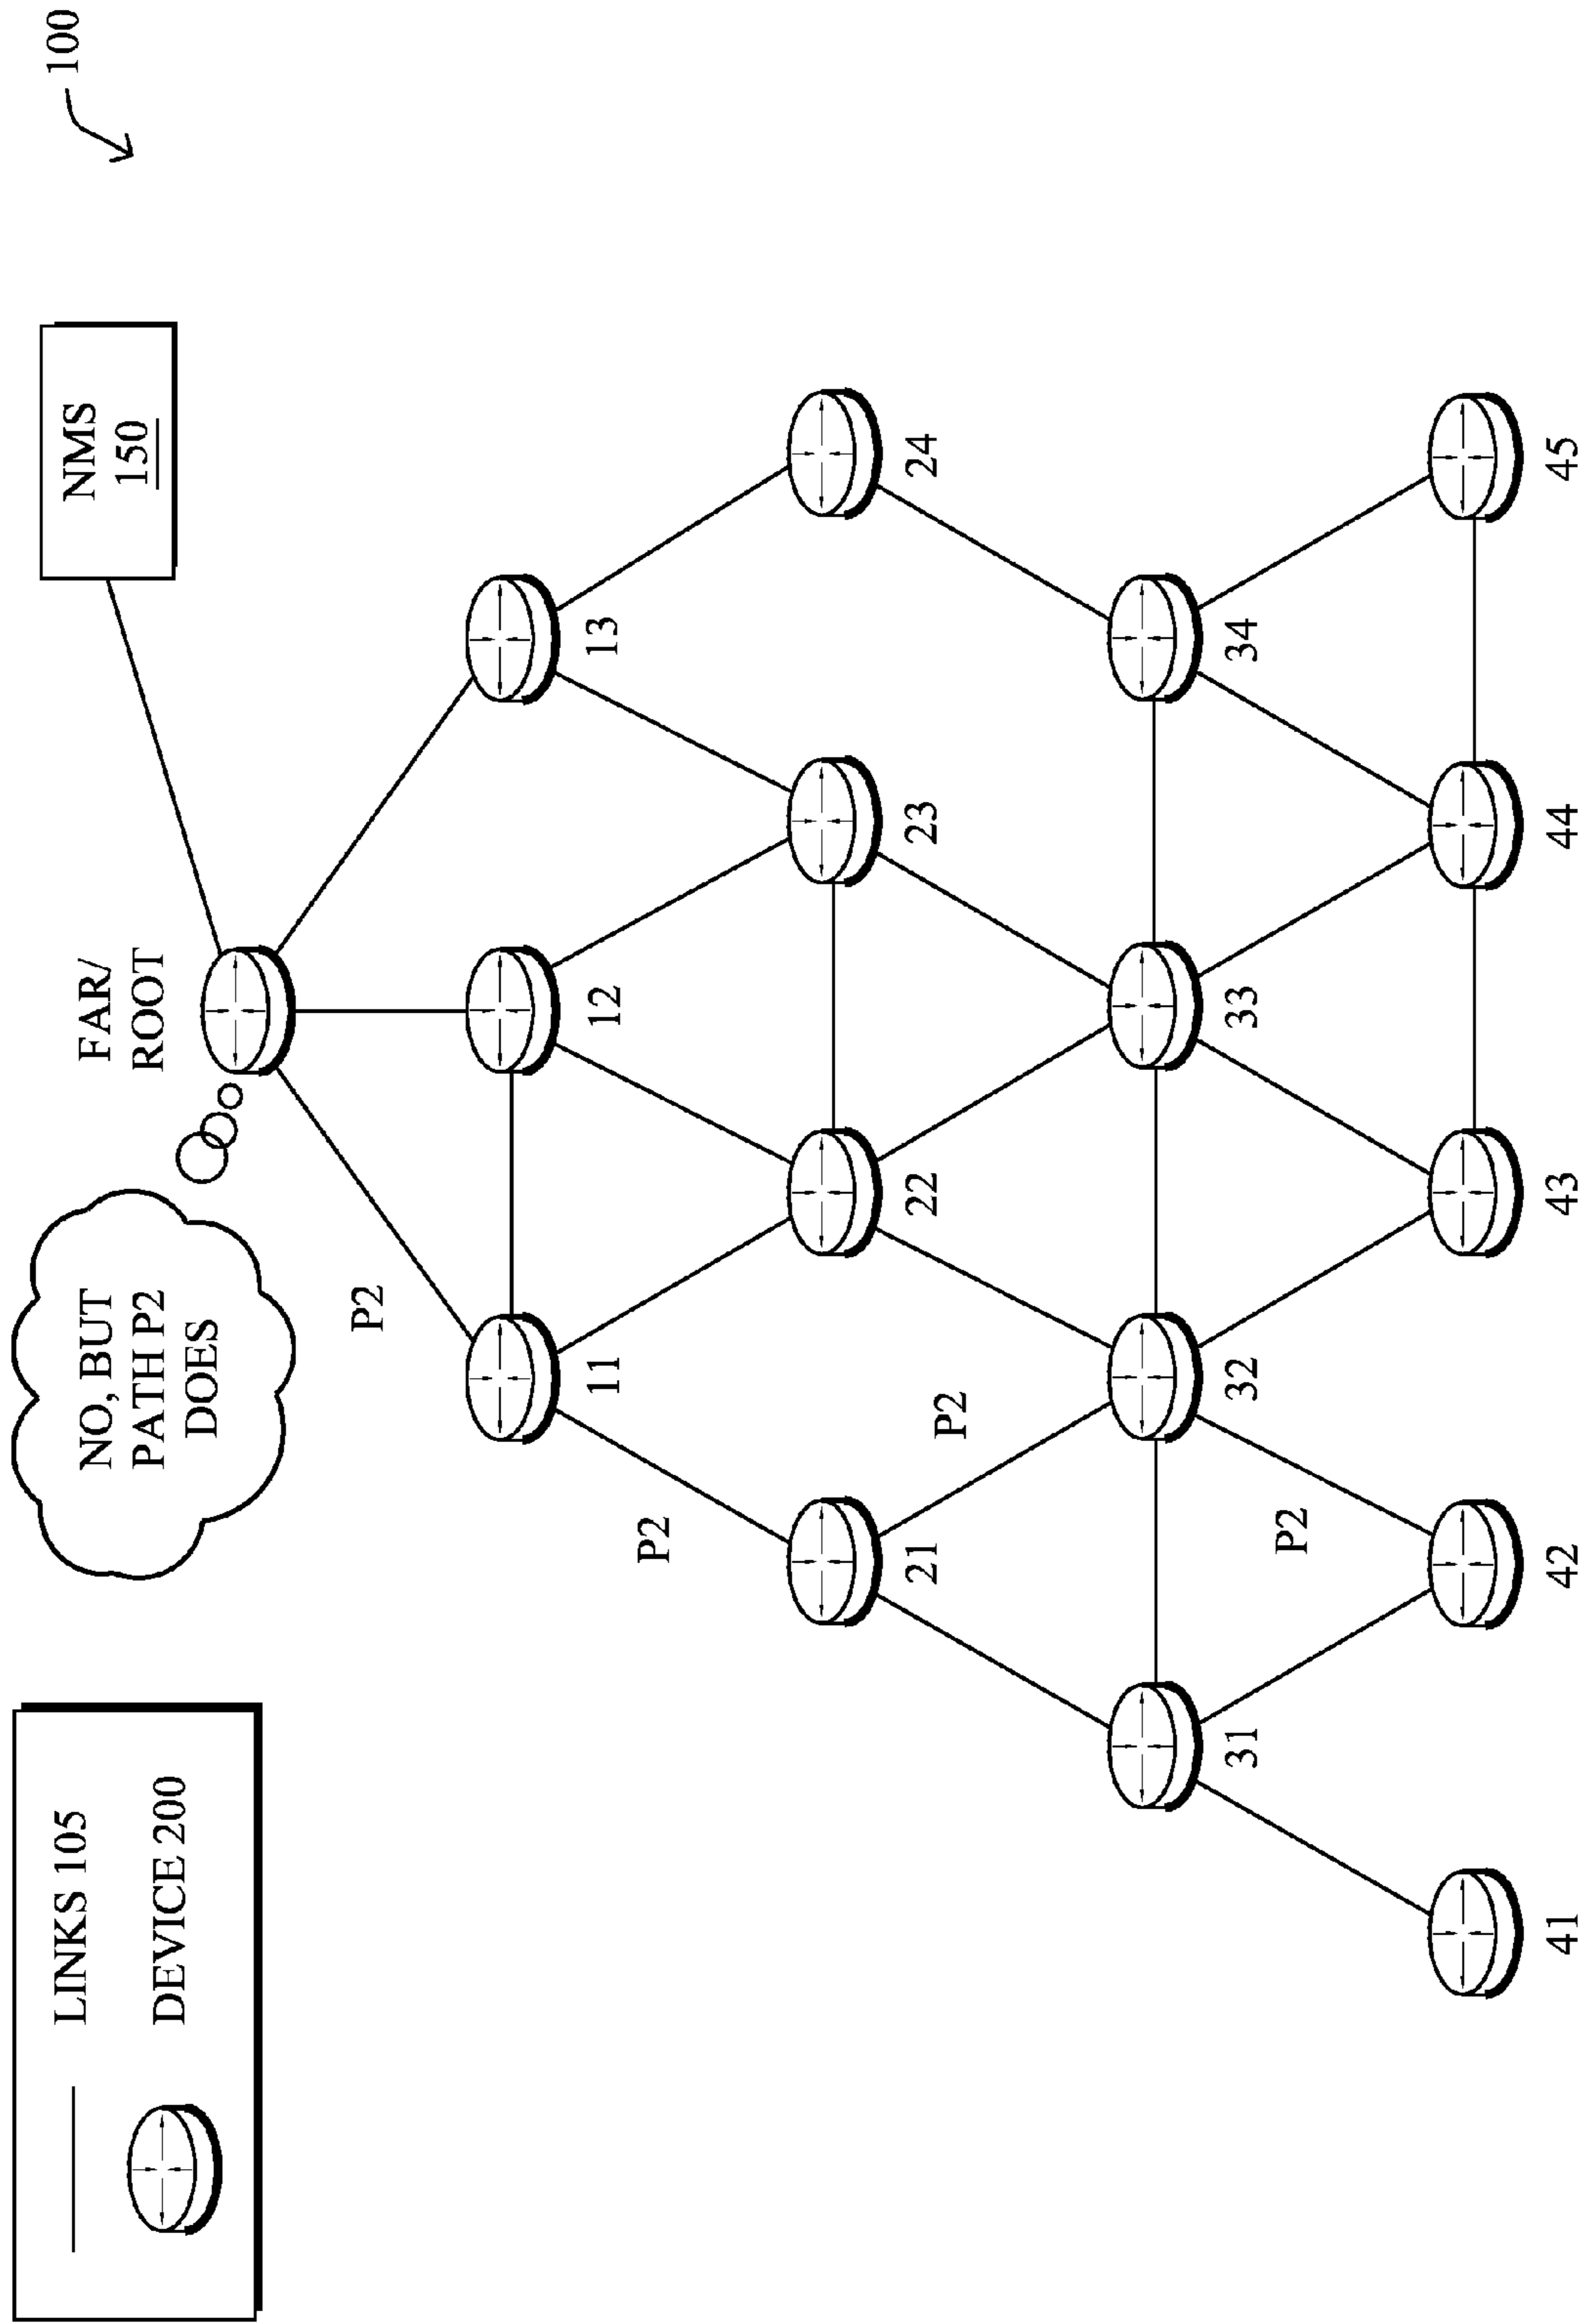 100
NMS
150
FAR/
ROOT
NO, BUT
PATH P2
DOES
LINKS 105
DEVICE 200
P2
11
12
13
P2
21
22
23
24
P2
31
32
33
34
P2
41
42
43
44
45